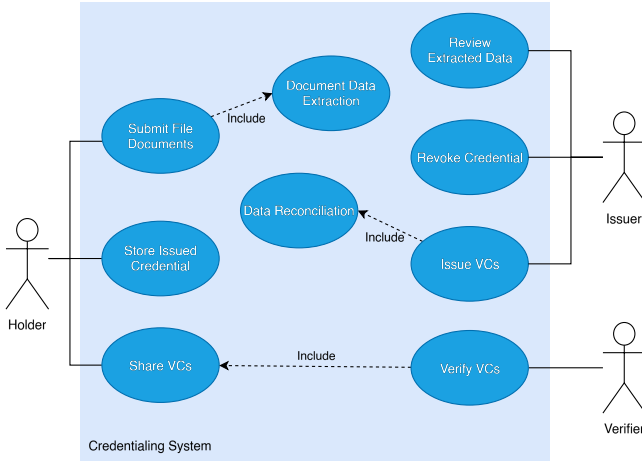 Review
Extracted Data
Document Data
Extraction
Include
Submit File
Documents
Revoke Credential
Issuer
Data Reconciliation
Include
Store Issued
Credential
Issue VCs
Holder
Include
Share VCs
Verify VCs
Verifier
Credentialing System